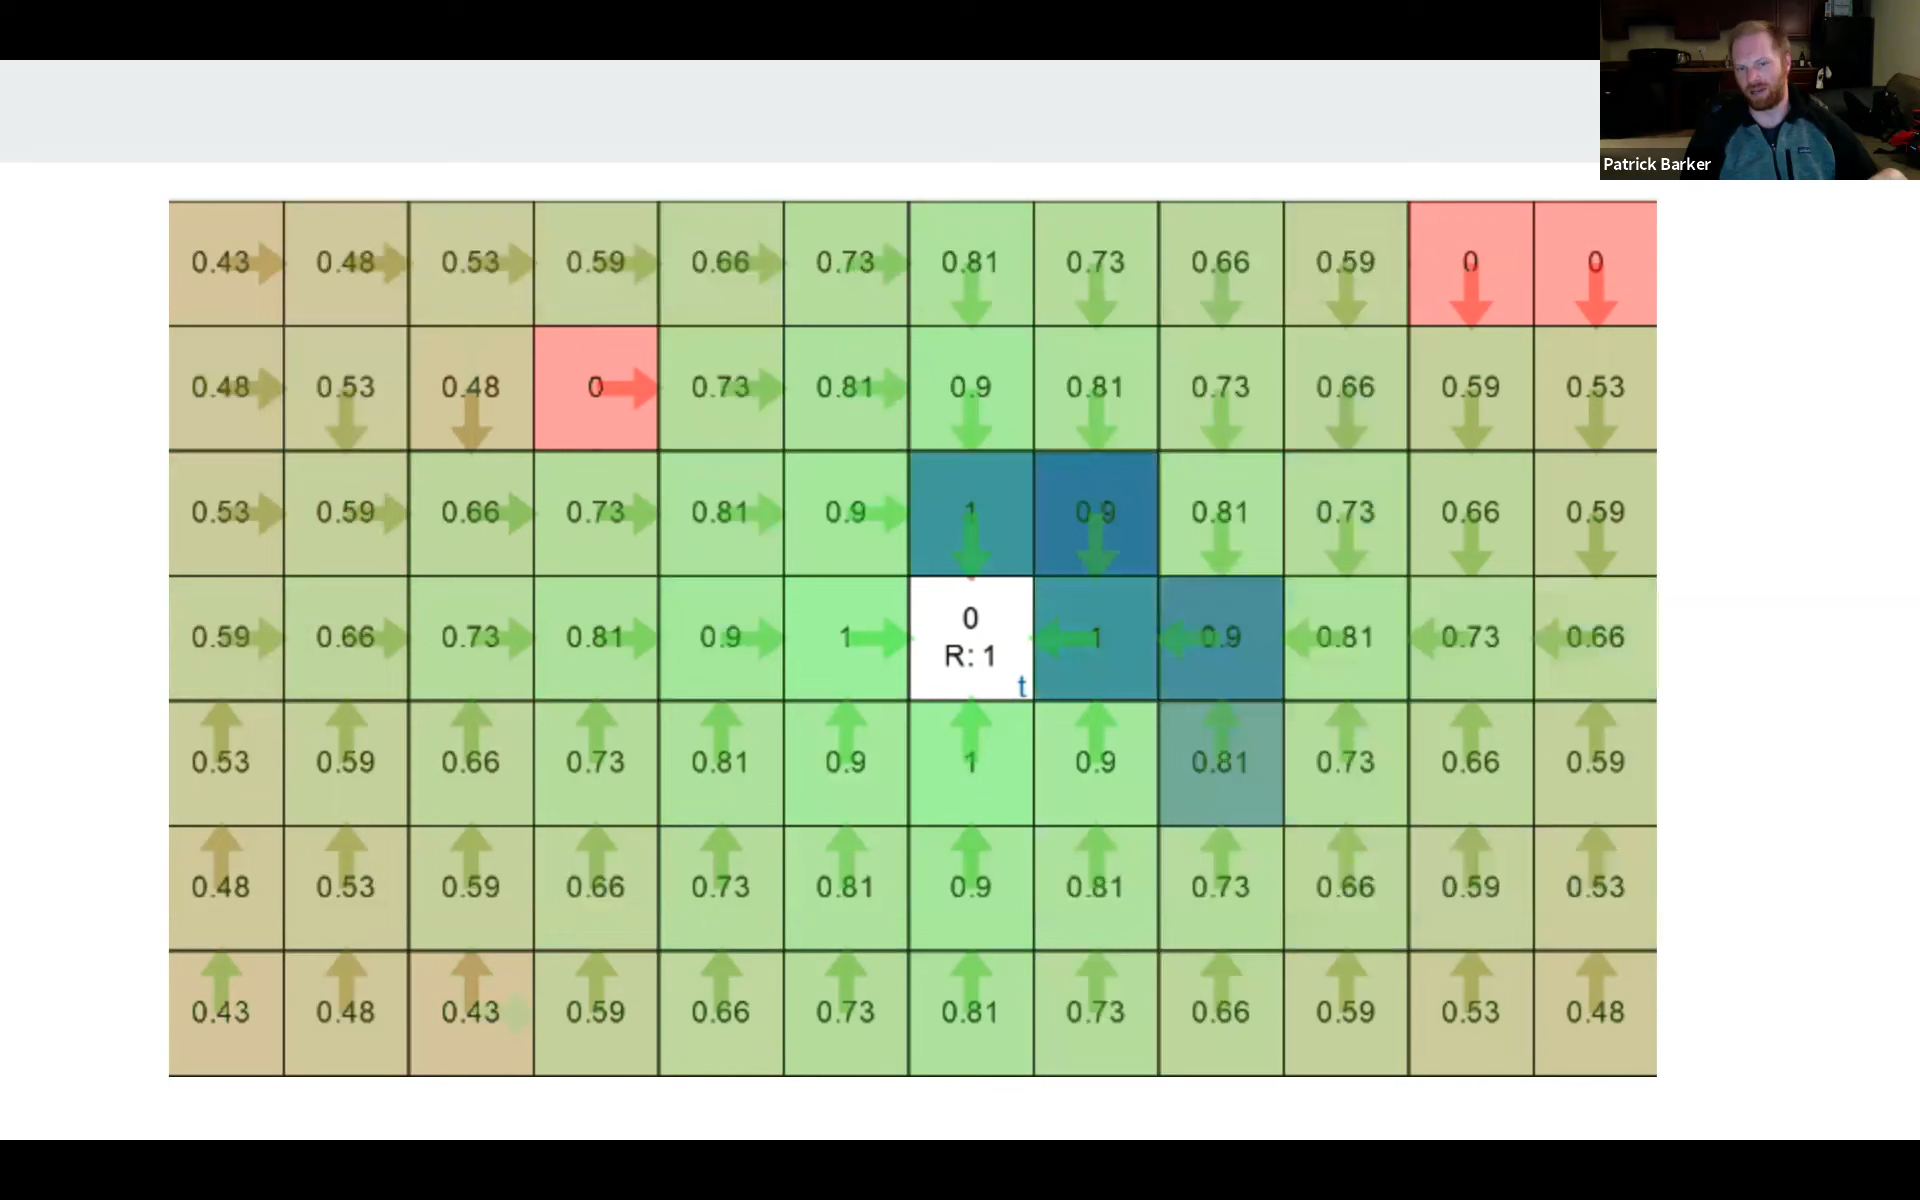 Patrick Barker
0.43 0.48 0.53 0.59 0.66 0.73 0.81 0.73 0.66 0.59 0 0
0.48 0.53 0.48 0 0.73 0.81 0.9 0.81 0.73 0.66 0.59 0.53
0.53 0.59 0.66 0.73 0.81 0.9 1 0.9 0.81 0.73 0.66 0.59
0.59 0.66 0.73 0.81 0.9 1 0 1 0.9 0.81 0.73 0.66
R: 1
t
0.53 0.59 0.66 0.73 0.81 0.9 1 0.9 0.81 0.73 0.66 0.59
0.48 0.53 0.59 0.66 0.73 0.81 0.9 0.81 0.73 0.66 0.59 0.53
0.43 0.48 0.43 0.59 0.66 0.73 0.81 0.73 0.66 0.59 0.53 0.48